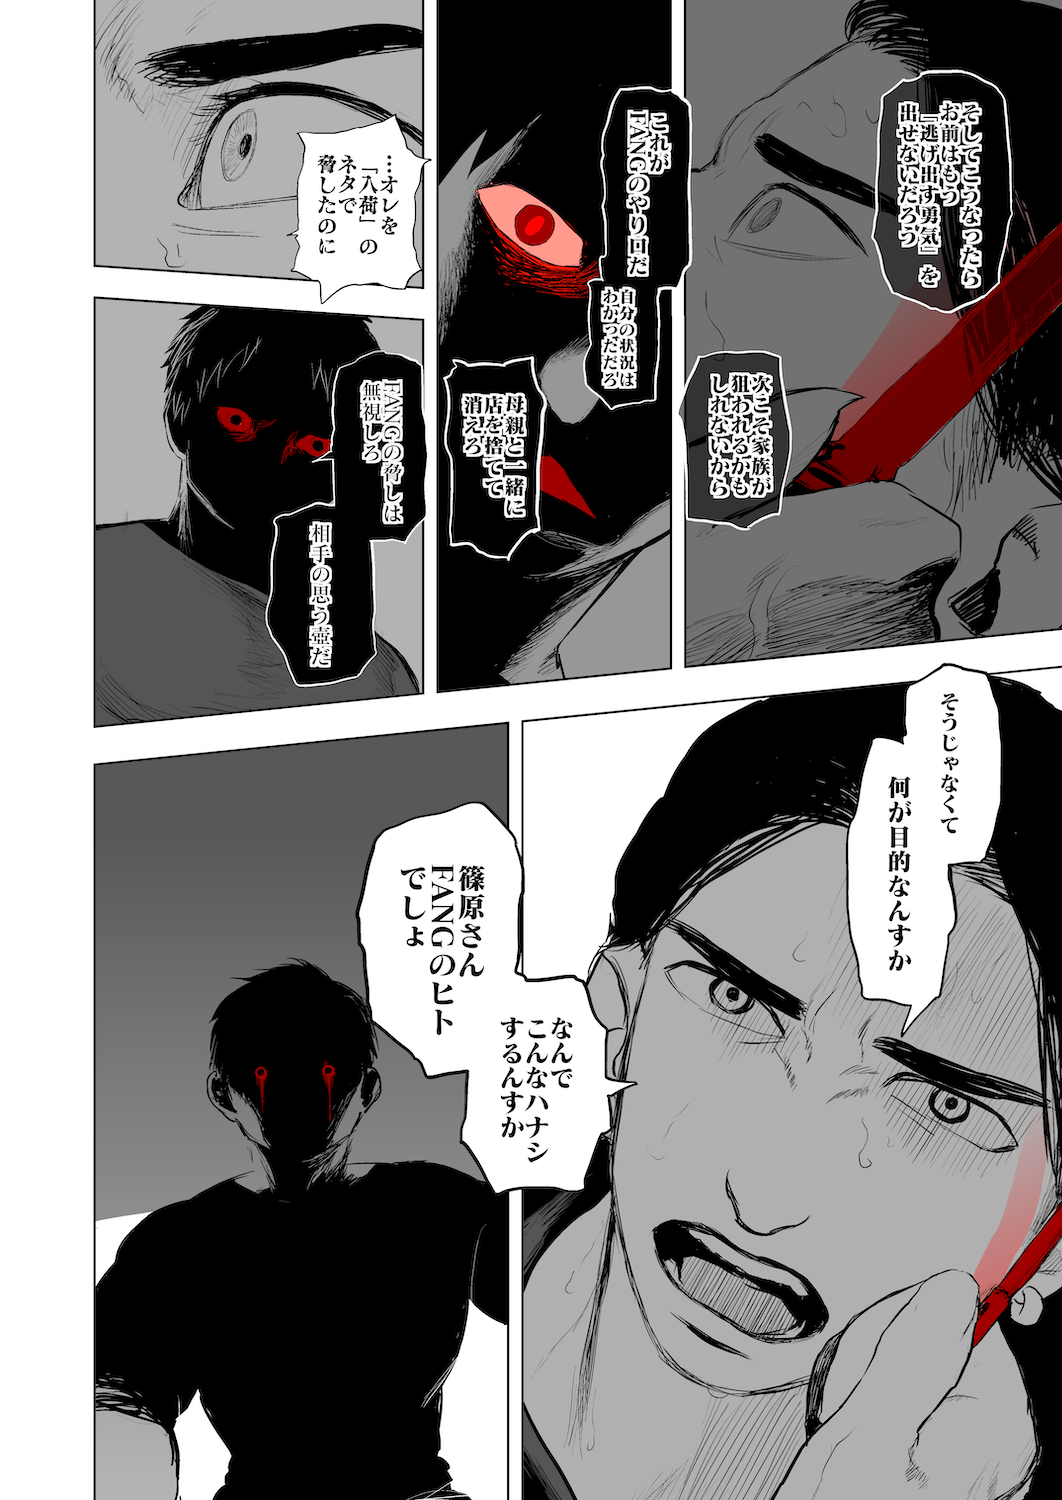 そしてこうなったら
お前はもう
『逃げ出す勇気』を
出せないだろう
次こそ家族が
狙われるかも
しれないから
これが
FANGのやり口だ
自分の状況は
わかっただろ
母親と一緒に
店を捨てて
消えろ
…オレを
「入荷」の
ネタで
脅したのに
FANGの脅しは
無視しろ
相手の思う壺だ
そうじゃなくて
何が目的なんすか
篠原さん
FANGのヒト
でしょ
なんで
こんなハナシ
するんすか